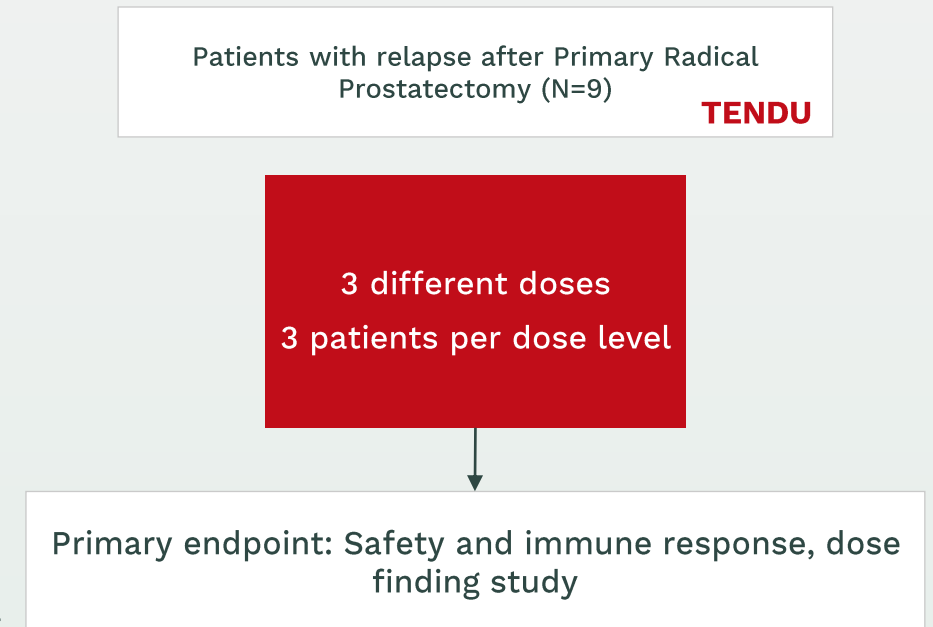 Patients with relapse after Primary Radical
Prostatectomy (N=9)
TENDU
3 different doses
3 patients per dose level
Primary endpoint: Safety and immune response, dose
finding study